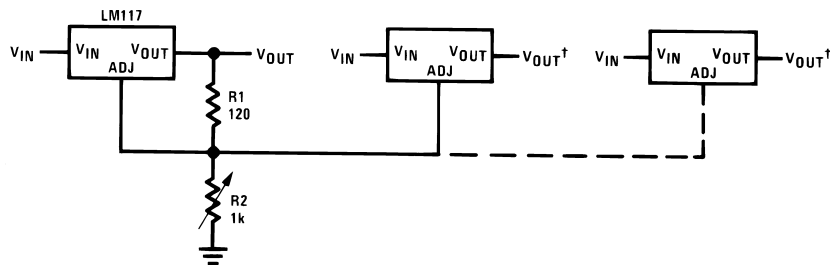 LM117
VIN VIN VOUT VOUT
ADJ
R1
120
R2
1k
VIN VIN VOUT VOUT†
ADJ
VIN VIN VOUT VOUT†
ADJ